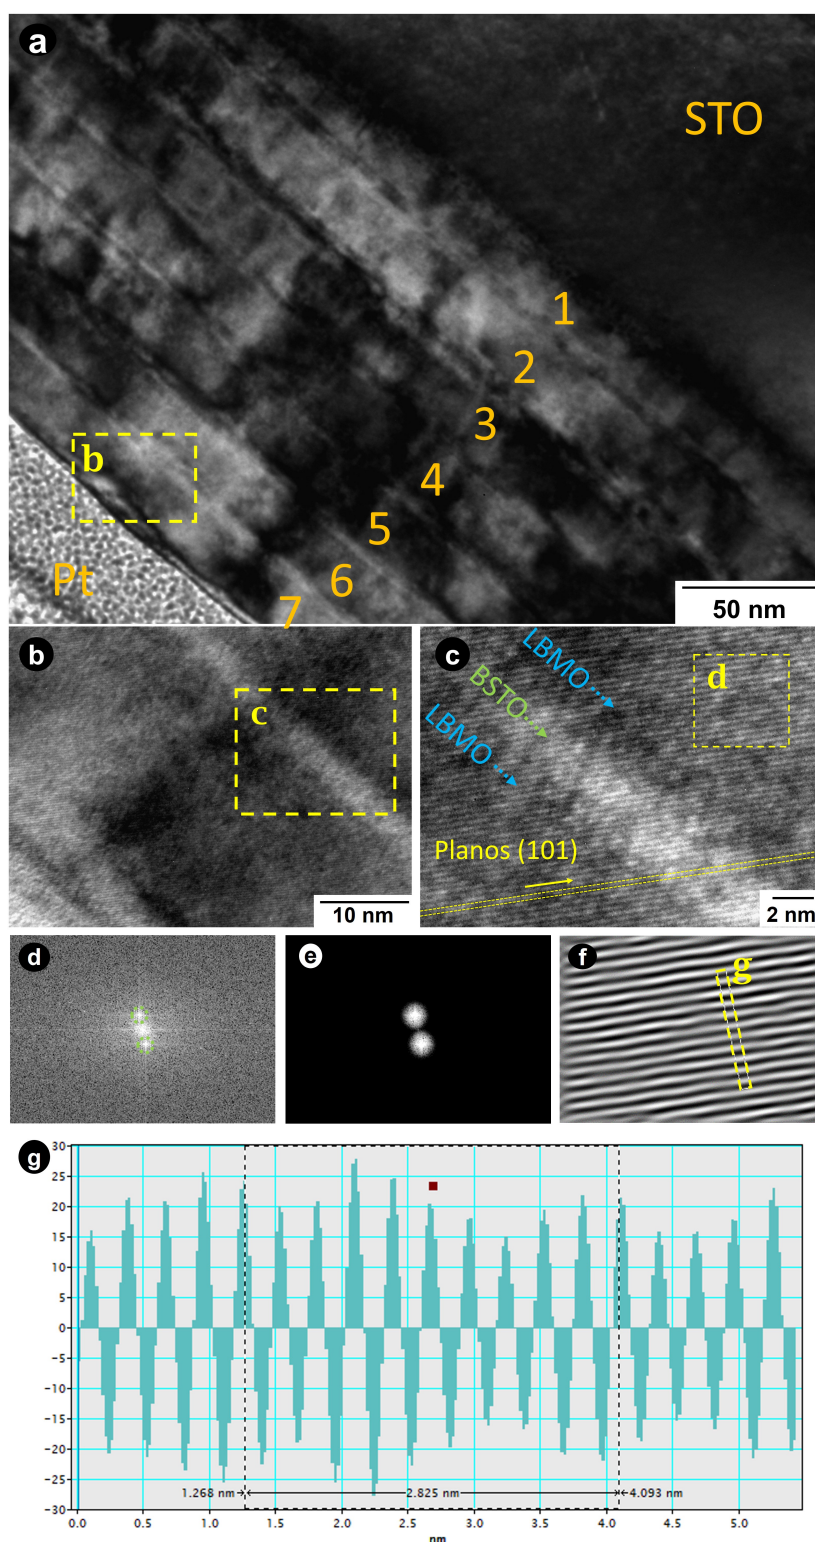 a
STO
1
2
3
4
5
6
7
b
Pt
50 nm
b
c
10 nm
c
LBMO
BSTO
LBMO
d
Planos (101)
2 nm
d
e
f
g
g
30
25
20
15
10
5
0
−5
−10
−15
−20
−25
−30
1.268 nm
2.825 nm
4.093 nm
0.0 0.5 1.0 1.5 2.0 2.5 3.0 3.5 4.0 4.5 5.0
nm